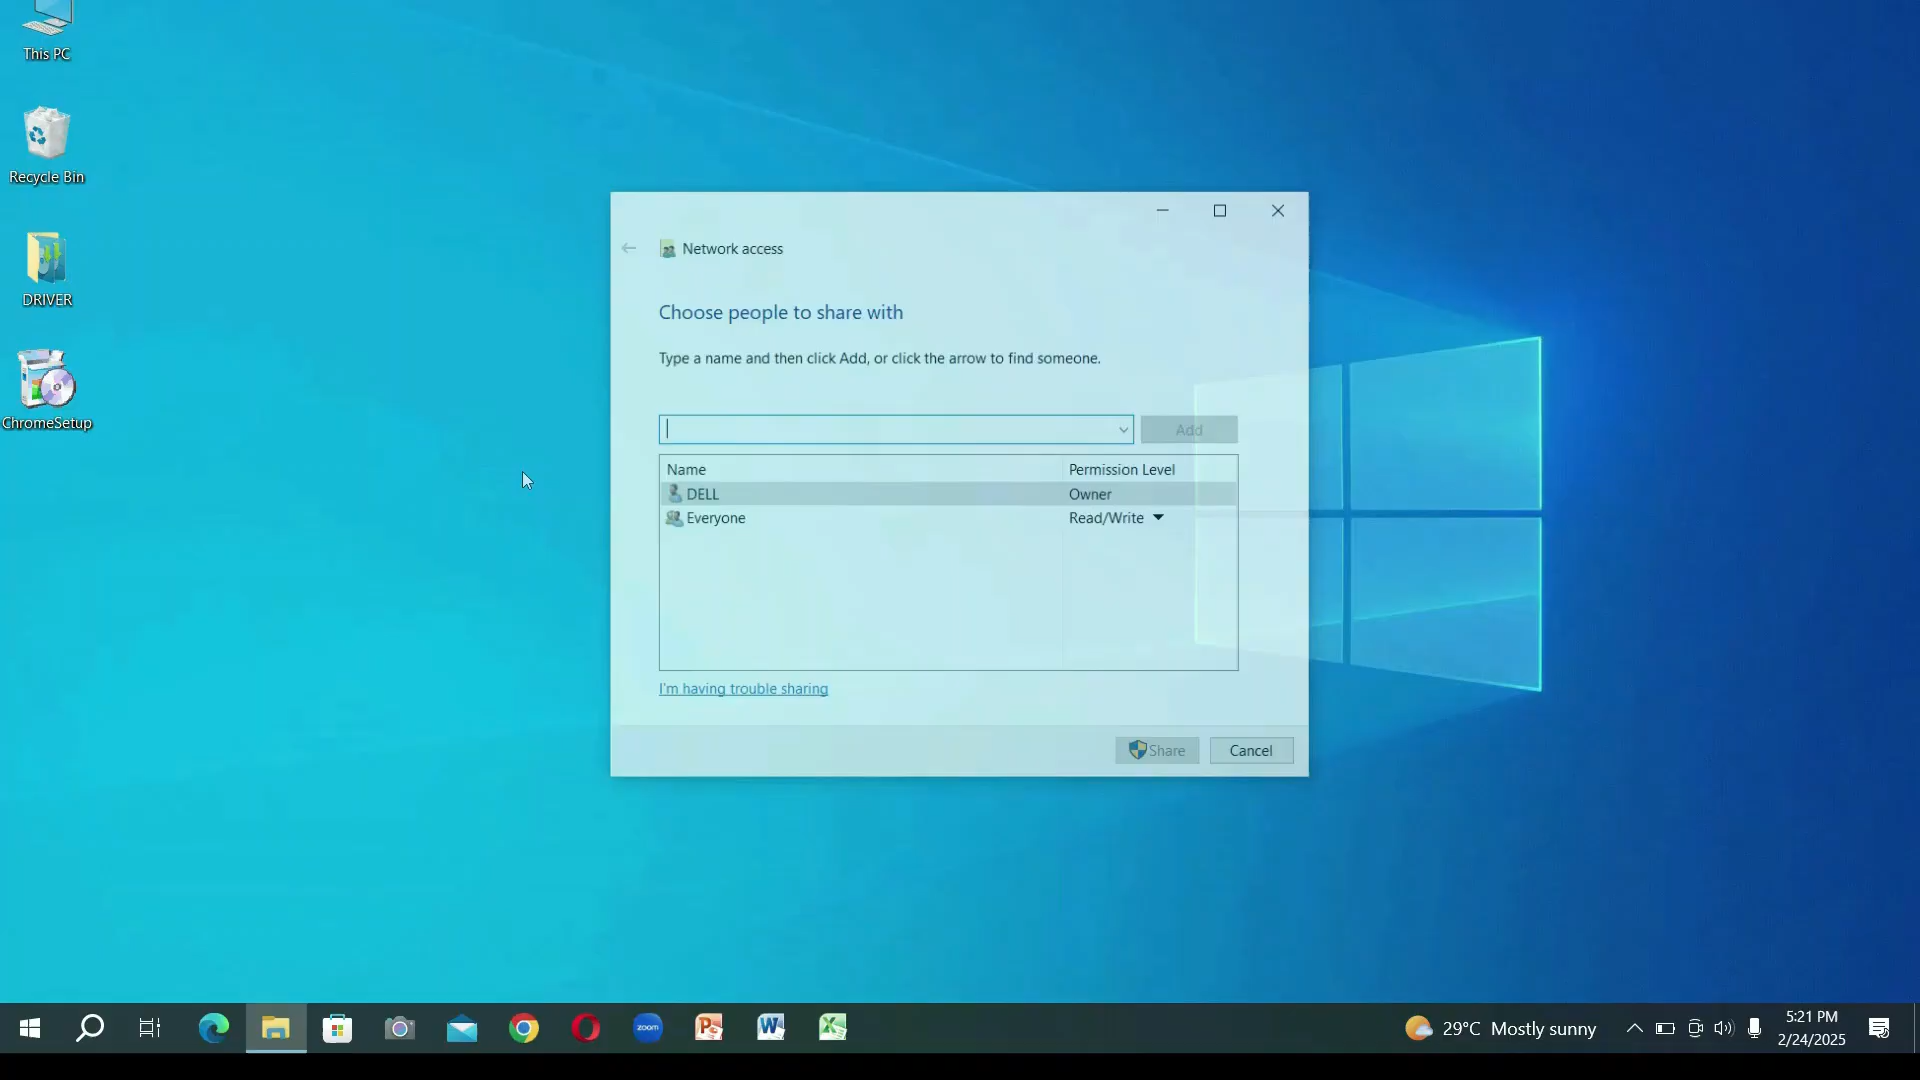 This PC
Recycle Bin
DRIVER
ChromeSetup
Network access
Choose people to share with
Type a name and then click Add, or click the arrow to find someone.
Add
Name Permission Level
DELL Owner
Everyone Read/Write
I'm having trouble sharing
Share Cancel
zoom
29°C Mostly sunny
5:21 PM
2/24/2025